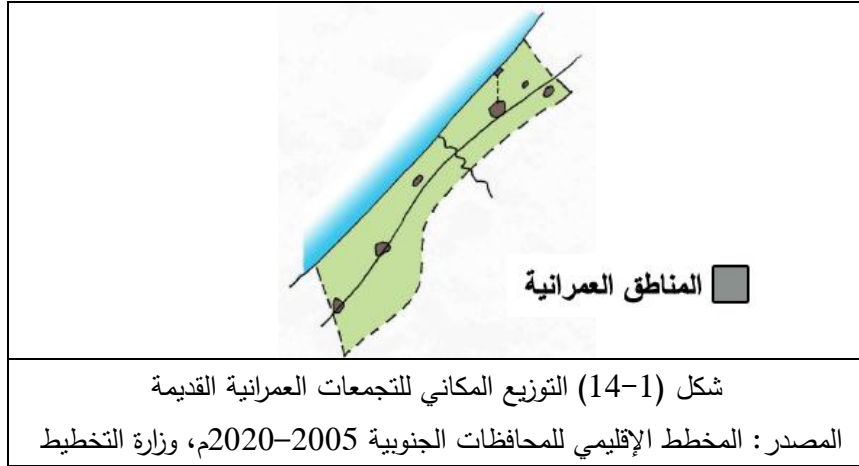 المناطق العمرانية
شكل (1-14) التوزيع المكاني للتجمعات العمرانية القديمة
المصدر: المخطط الإقليمي للمحافظات الجنوبية 2005–2020م، وزارة التخطيط